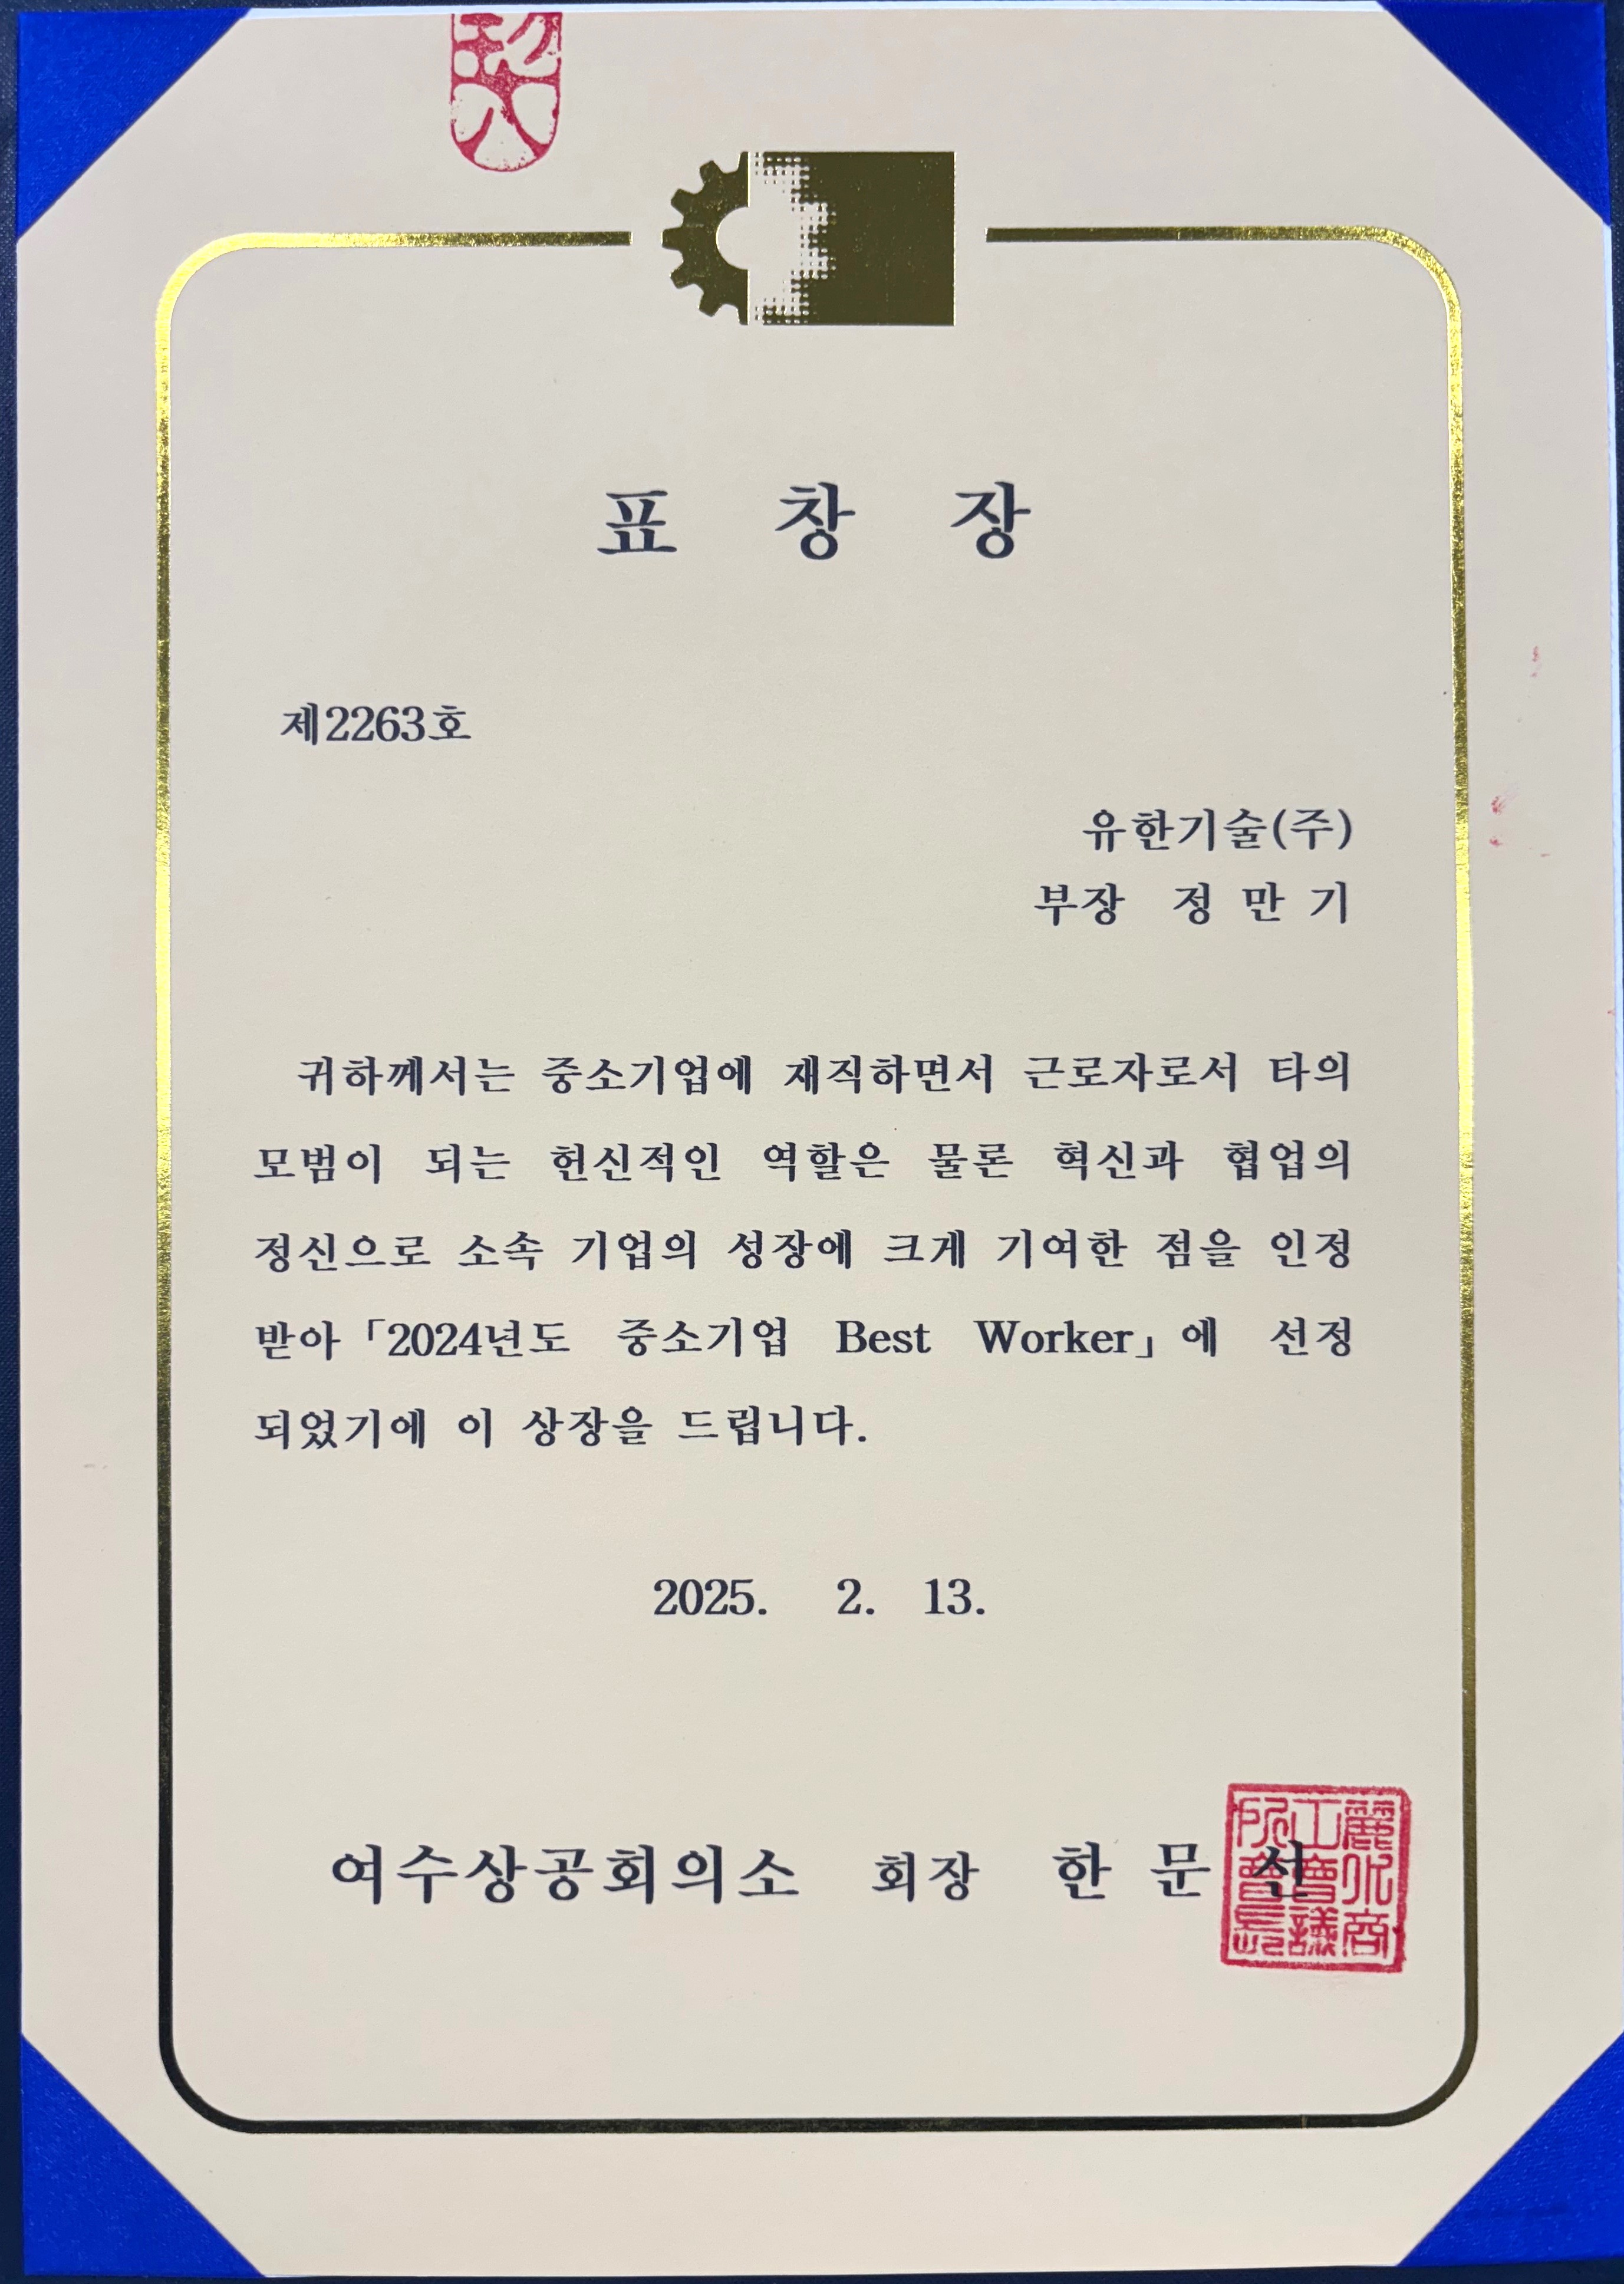 표 창 장
제2263호
유한기술(주)
부장 정 만 기
귀하께서는 중소기업에 재직하면서 근로자로서 타의
모범이 되는 헌신적인 역할은 물론 혁신과 협업의
정신으로 소속 기업의 성장에 크게 기여한 점을 인정
받아 「2024년도 중소기업 Best Worker」에 선정
되었기에 이 상장을 드립니다.
2025. 2. 13.
여수상공회의소 회장 한 문 선